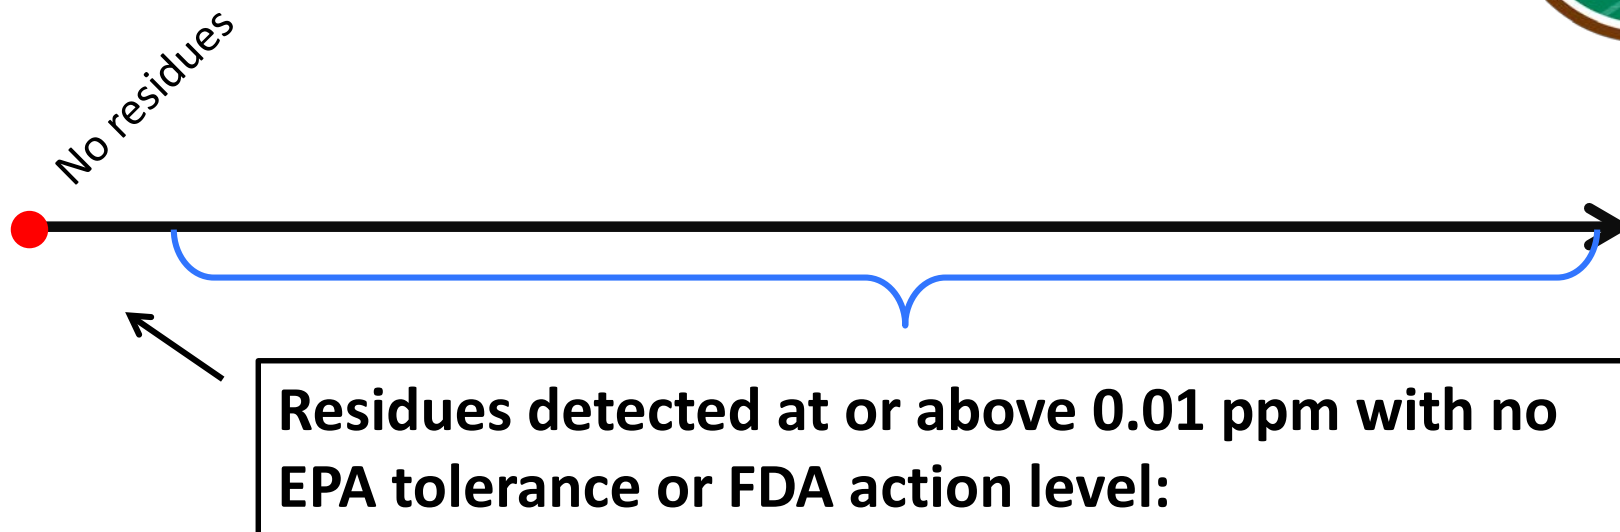 No residues
Residues detected at or above 0.01 ppm with no
EPA tolerance or FDA action level: